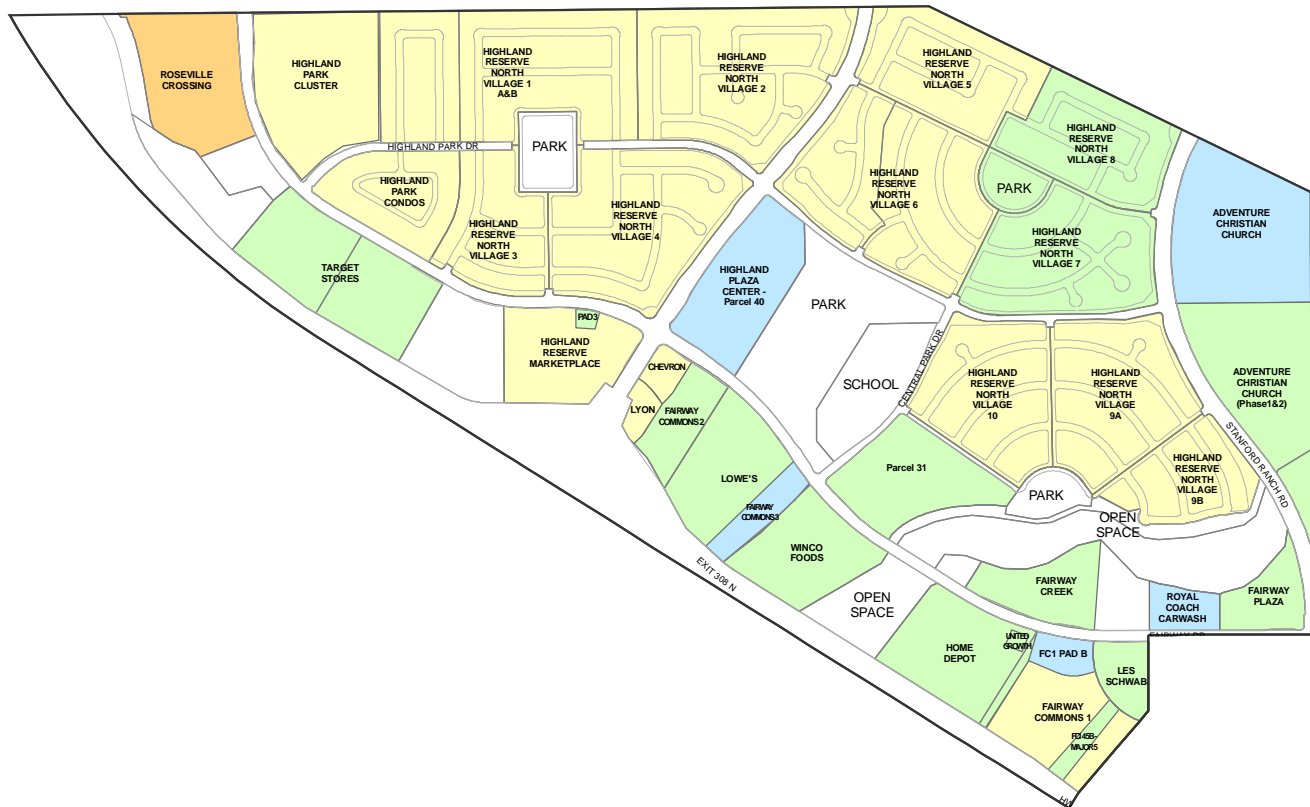 ROSEVILLE
CROSSING
HIGHLAND
PARK
CLUSTER
HIGHLAND
RESERVE
NORTH
VILLAGE 1
A&B
HIGHLAND
RESERVE
NORTH
VILLAGE 2
HIGHLAND
RESERVE
NORTH
VILLAGE 5
HIGHLAND
RESERVE
NORTH
VILLAGE 8
HIGHLAND PARK DR
PARK
HIGHLAND
PARK
CONDOS
HIGHLAND
RESERVE
NORTH
VILLAGE 3
HIGHLAND
RESERVE
NORTH
VILLAGE 4
HIGHLAND
RESERVE
NORTH
VILLAGE 6
PARK
HIGHLAND
RESERVE
NORTH
VILLAGE 7
ADVENTURE
CHRISTIAN
CHURCH
TARGET
STORES
HIGHLAND
PLAZA
CENTER -
Parcel 40
PARK
PAD3
HIGHLAND
RESERVE
MARKETPLACE
CHEVRON
LYON
FAIRWAY
COMMONS 2
SCHOOL
CENTRAL PARK DR
HIGHLAND
RESERVE
NORTH
VILLAGE
10
HIGHLAND
RESERVE
NORTH
VILLAGE
9A
ADVENTURE
CHRISTIAN
CHURCH
(Phase1&2)
STANFORD RANCH RD
HIGHLAND
RESERVE
NORTH
VILLAGE
9B
LOWE'S
Parcel 31
PARK
OPEN
SPACE
FAIRWAY
COMMONS3
WINCO
FOODS
EXIT 308 N
OPEN
SPACE
FAIRWAY
CREEK
ROYAL
COACH
CARWASH
FAIRWAY
PLAZA
FAIRWAY DR
HOME
DEPOT
UNITED
GROWTH
FC1 PAD B
LES
SCHWAB
FAIRWAY
COMMONS 1
MAJOR5